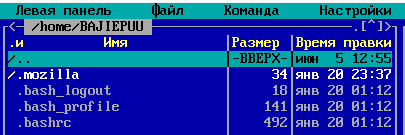 Левая панель Файл Команда Настройки
<─ /home/BAJIEPUU .[^]>
.и Имя Размер Время правки
/.. -ВВЕРХ- июн 5 12:55
/.mozilla 34 янв 20 23:37
.bash_logout 18 янв 20 01:12
.bash_profile 141 янв 20 01:12
.bashrc 492 янв 20 01:12